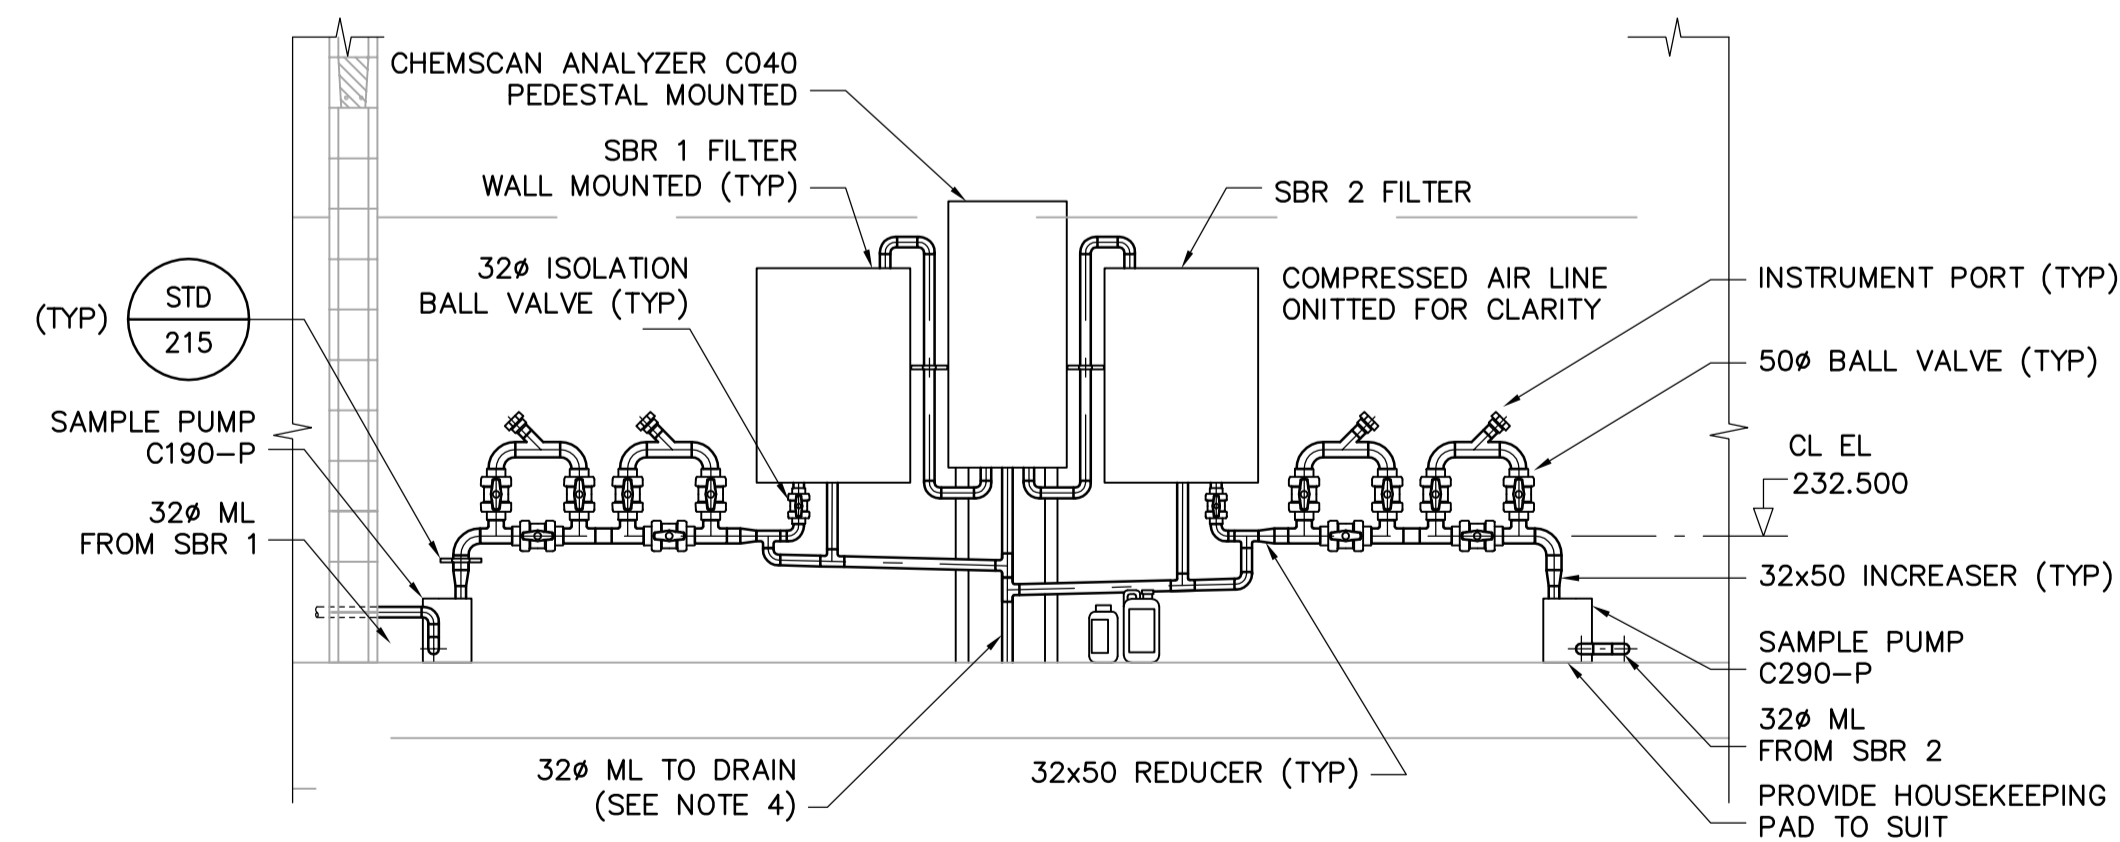 CHEMSCAN ANALYZER C040
PEDESTAL MOUNTED
SBR 1 FILTER
WALL MOUNTED (TYP)
SBR 2 FILTER
32ø ISOLATION
BALL VALVE (TYP)
COMPRESSED AIR LINE
ONITTED FOR CLARITY
INSTRUMENT PORT (TYP)
(TYP)
STD
215
50ø BALL VALVE (TYP)
SAMPLE PUMP
C190-P
CL EL
232.500
32ø ML
FROM SBR 1
32x50 INCREASER (TYP)
SAMPLE PUMP
C290-P
32ø ML
FROM SBR 2
32ø ML TO DRAIN
(SEE NOTE 4)
32x50 REDUCER (TYP)
PROVIDE HOUSEKEEPING
PAD TO SUIT